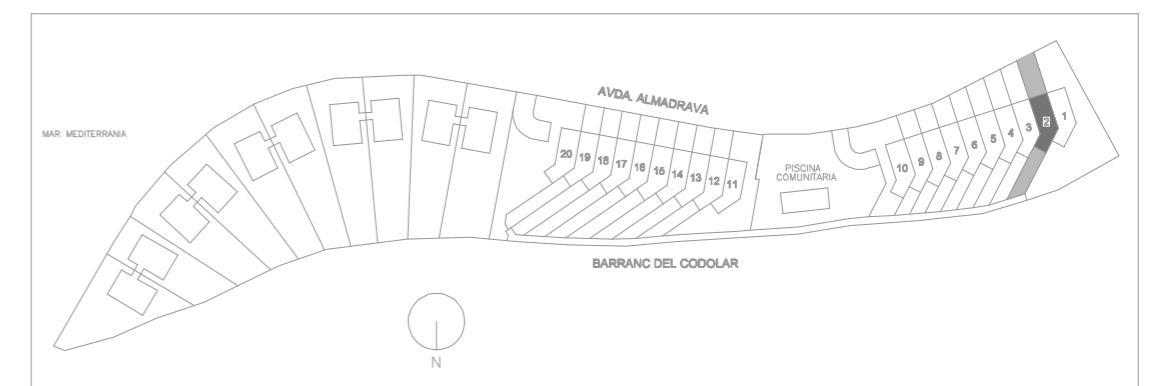 AVDA. ALMADRAVA
MAR MEDITERRANIA
20 19 18 17 16 15 14 13 12 11
PISCINA
COMUNITARIA
10 9 8 7 6 5 4 3 2 1
BARRANC DEL CODOLAR
N